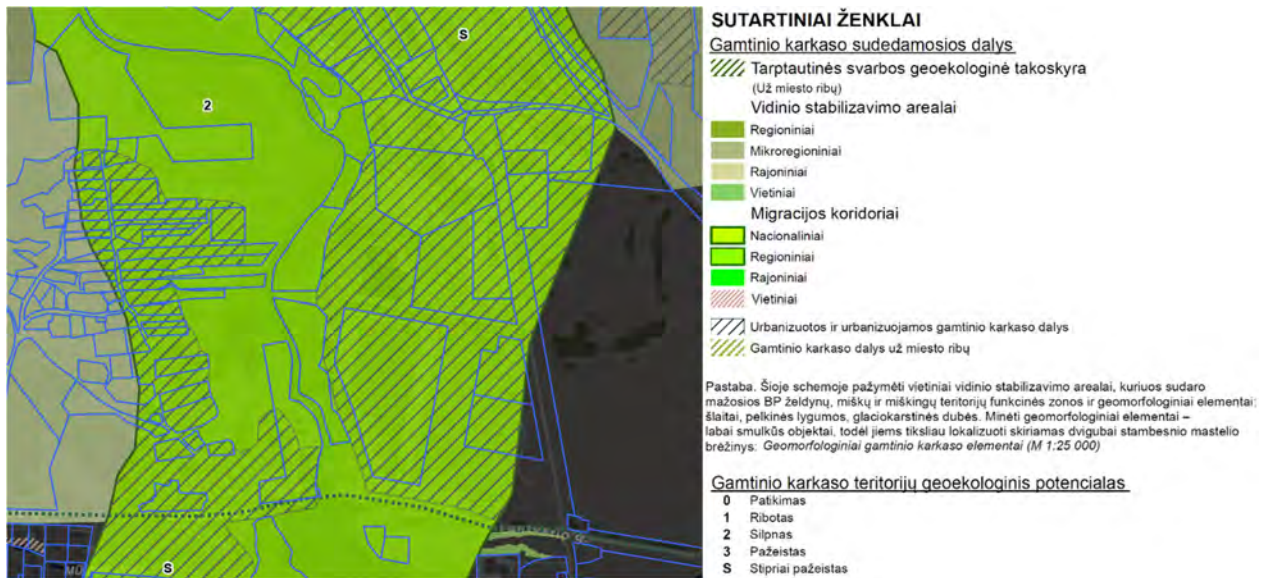 S
2
S
MŪ
SUTARTINIAI ŽENKLAI
Gamtinio karkaso sudedamosios dalys
Tarptautinės svarbos geoekologinė takoskyra
(Už miesto ribų)
Vidinio stabilizavimo arealai
Regioniniai
Mikroregioniniai
Rajoniniai
Vietiniai
Migracijos koridoriai
Nacionaliniai
Regioniniai
Rajoniniai
Vietiniai
Urbanizuotos ir urbanizuojamos gamtinio karkaso dalys
Gamtinio karkaso dalys už miesto ribų
Pastaba. Šioje schemoje pažymėti vietiniai vidinio stabilizavimo arealai, kuriuos sudaro
mažosios BP želdynų, miškų ir miškingų teritorijų funkcinės zonos ir geomorfologiniai elementai:
šlaitai, pelkinės lygumos, glaciokarstinės dubės. Minėti geomorfologiniai elementai –
labai smulkūs objektai, todėl jiems tiksliau lokalizuoti skiriamas dvigubai stambesnio mastelio
brėžinys: Geomorfologiniai gamtinio karkaso elementai (M 1:25 000)
Gamtinio karkaso teritorijų geoekologinis potencialas
0 Patikimas
1 Ribotas
2 Silpnas
3 Pažeistas
S Stipriai pažeistas